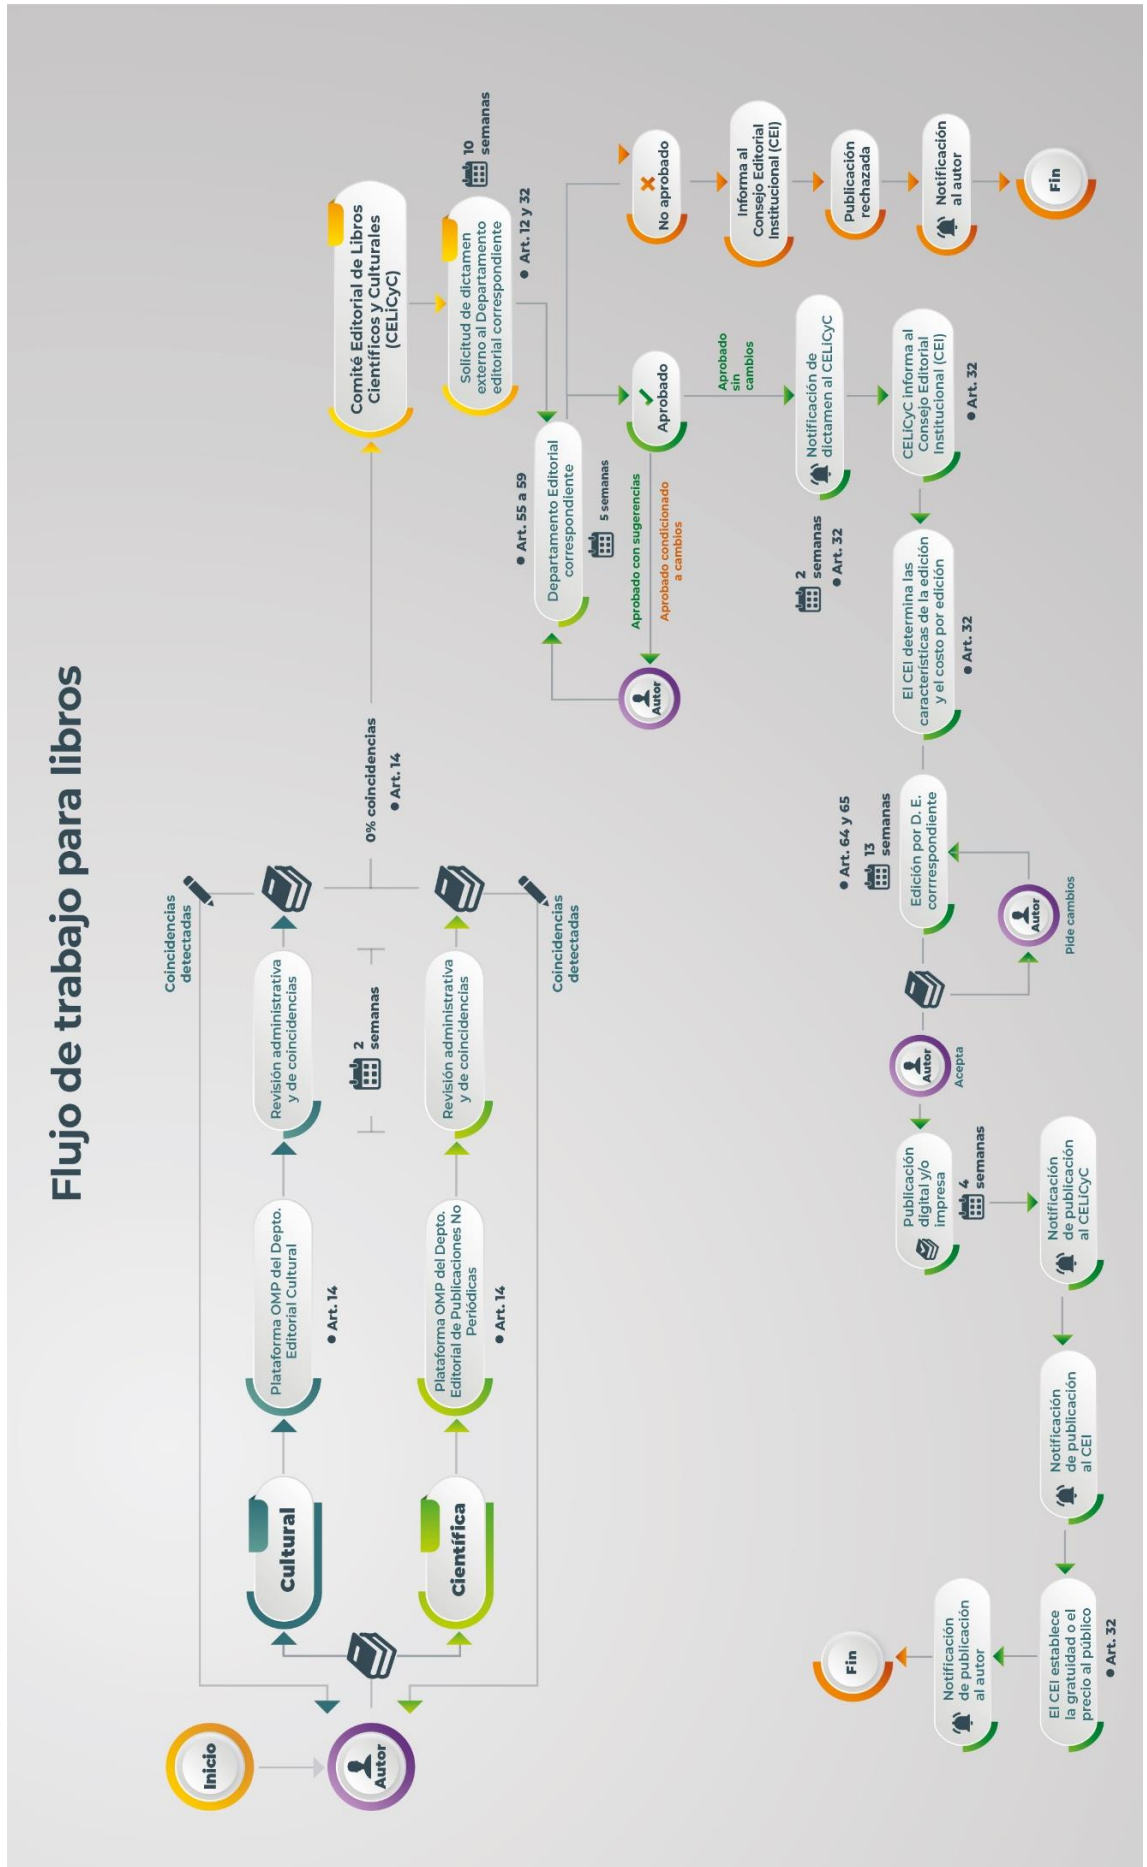 Flujo de trabajo para libros
Inicio
Autor
Cultural
Plataforma OMP del Depto.
Editorial Cultural
● Art. 14
Revisión administrativa
y de coincidencias
Coincidencias
detectadas
Científica
Plataforma OMP del Depto.
Editorial de Publicaciones No
Periódicas
● Art. 14
Revisión administrativa
y de coincidencias
Coincidencias
detectadas
2
semanas
0% coincidencias
● Art. 14
Comité Editorial de Libros
Científicos y Culturales
(CELiCyC)
Solicitud de dictamen
externo al Departamento
editorial correspondiente
10
semanas
● Art. 12 y 32
● Art. 55 a 59
Departamento Editorial
correspondiente
5 semanas
Autor
Aprobado con sugerencias
Aprobado condicionado
a cambios
Aprobado
No aprobado
Informa al
Consejo Editorial
Institucional (CEI)
Publicación
rechazada
Notificación
al autor
Fin
Aprobado
sin
cambios
Notificación de
dictamen al CELiCyC
2
semanas
● Art. 32
CELiCyC informa al
Consejo Editorial
Institucional (CEI)
● Art. 32
El CEI determina las
características de la edición
y el costo por edición
● Art. 32
● Art. 64 y 65
13
semanas
Edición por D. E.
corrrespondiente
Autor
Pide cambios
Autor
Acepta
Publicación
digital y/o
impresa
4
semanas
Notificación
de publicación
al CELiCyC
Notificación
de publicación
al CEI
El CEI establece
la gratuidad o el
precio al público
● Art. 32
Notificación
de publicación
al autor
Fin